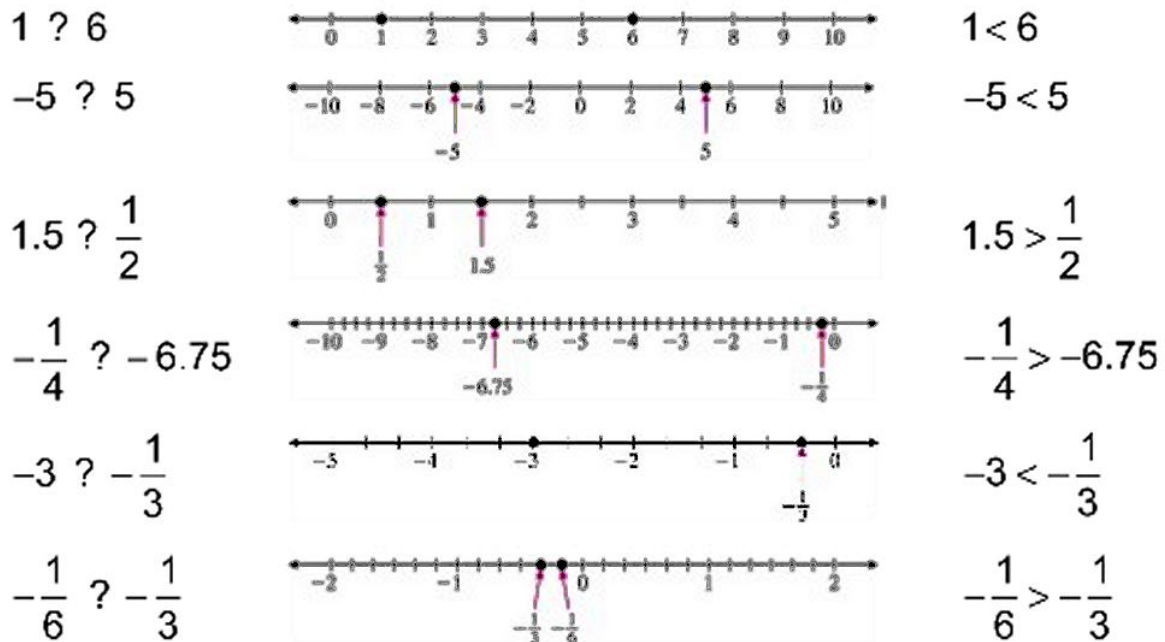 1 ? 6
0 1 2 3 4 5 6 7 8 9 10
1 < 6
–5 ? 5
−10 −8 −6 −4 −2 0 2 4 6 8 10
−5 5
–5 < 5
1.5 ? 1/2
0 1 2 3 4 5
1/2 1.5
1.5 > 1/2
-1/4 ? –6.75
−10 −9 −8 −7 −6 −5 −4 −3 −2 −1 0
−6.75 −1/4
-1/4 > –6.75
–3 ? -1/3
−5 −4 −3 −2 −1 0
−1/3
–3 < -1/3
-1/6 ? -1/3
−2 −1 0 1 2
−1/3 −1/6
-1/6 > -1/3